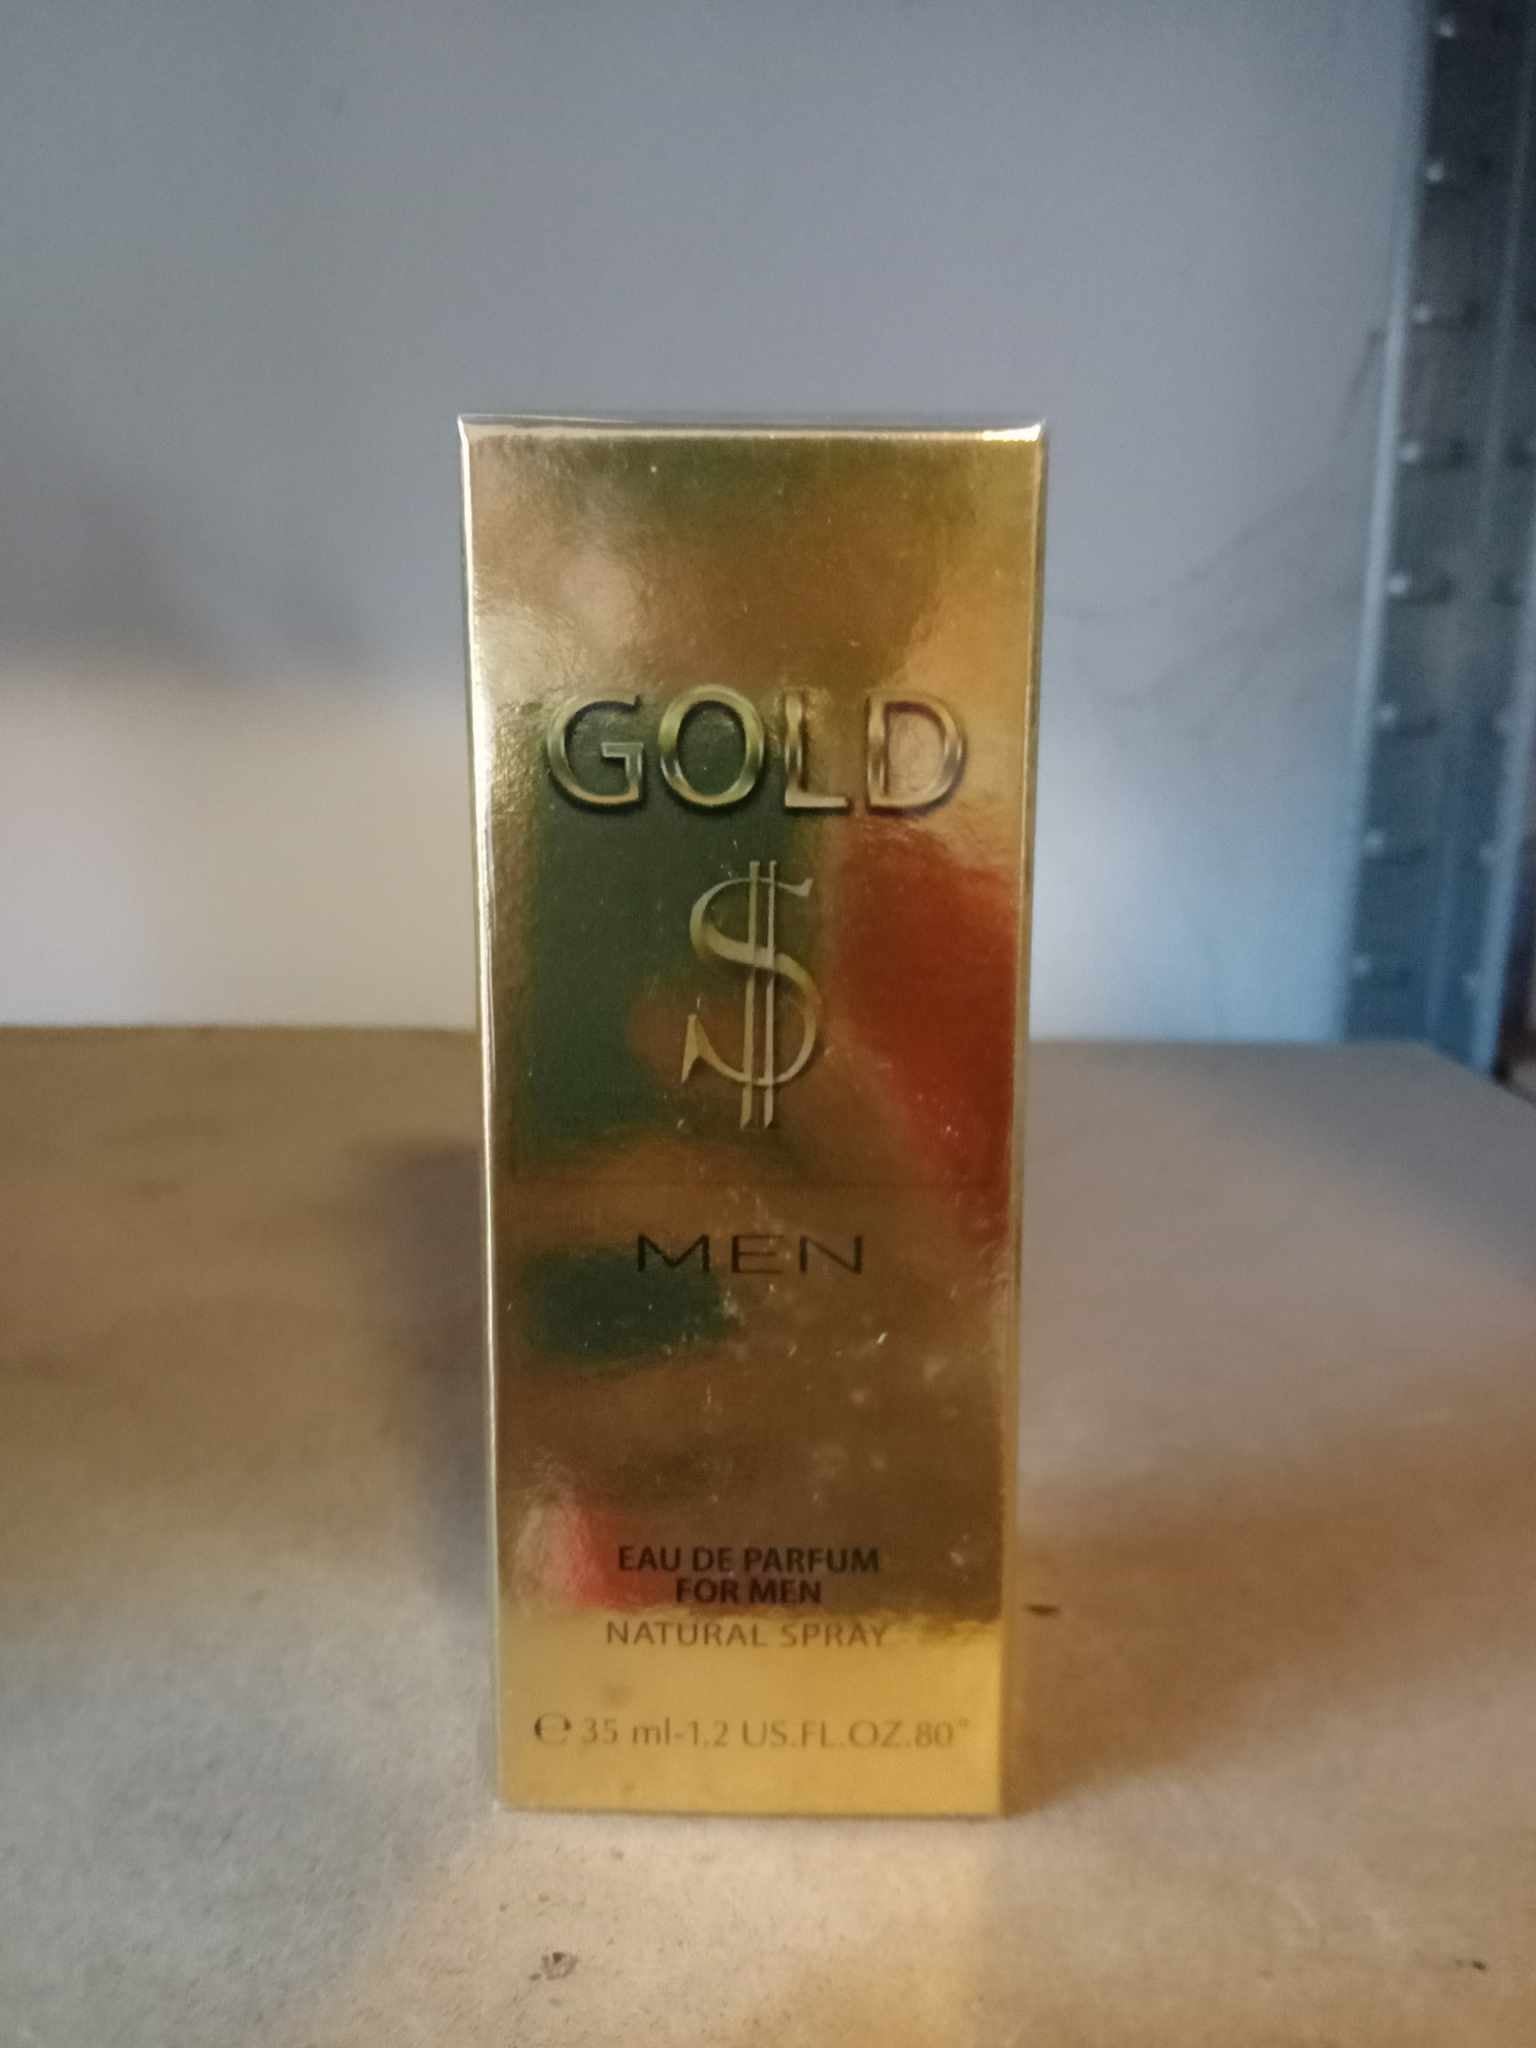 GOLD
$
MEN
EAU DE PARFUM
FOR MEN
NATURAL SPRAY
℮ 35 ml-1.2 US.FL.OZ.80°